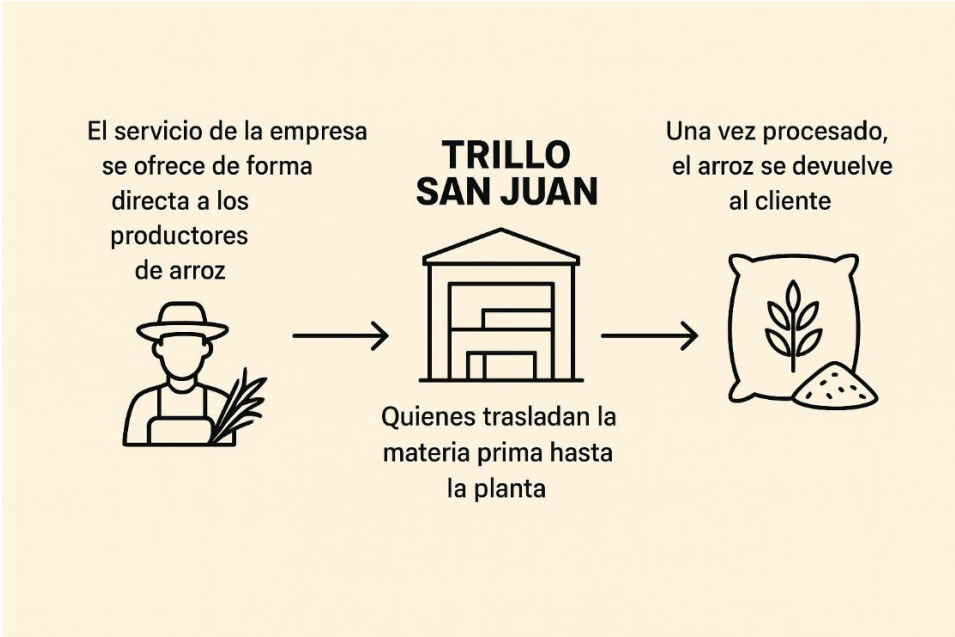 El servicio de la empresa
se ofrece de forma
directa a los
productores
de arroz
TRILLO
SAN JUAN
Quienes trasladan la
materia prima hasta
la planta
Una vez procesado,
el arroz se devuelve
al cliente